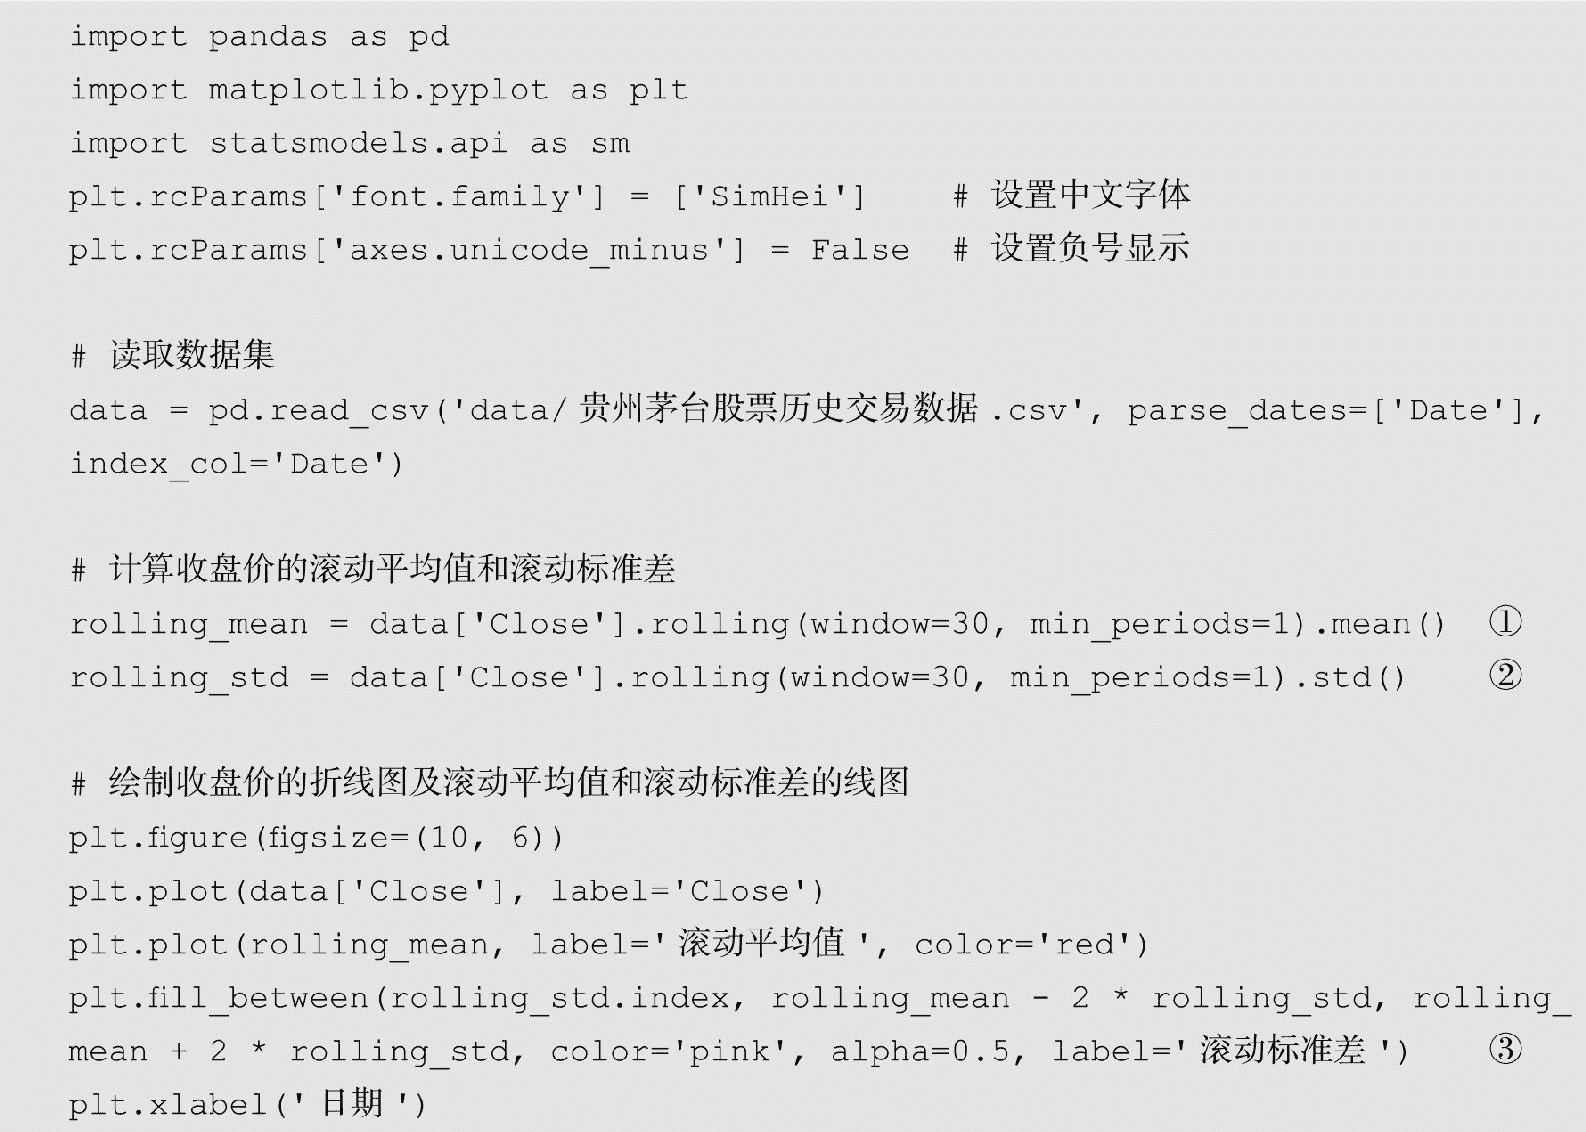 import pandas as pd
import matplotlib.pyplot as plt
import statsmodels.api as sm
plt.rcParams['font.family'] = ['SimHei']    # 设置中文字体
plt.rcParams['axes.unicode_minus'] = False  # 设置负号显示
# 读取数据集
data = pd.read_csv('data/贵州茅台股票历史交易数据.csv', parse_dates=['Date'],
index_col='Date')
# 计算收盘价的滚动平均值和滚动标准差
rolling_mean = data['Close'].rolling(window=30, min_periods=1).mean()  ①
rolling_std = data['Close'].rolling(window=30, min_periods=1).std()    ②
# 绘制收盘价的折线图及滚动平均值和滚动标准差的线图
plt.figure(figsize=(10, 6))
plt.plot(data['Close'], label='Close')
plt.plot(rolling_mean, label='滚动平均值', color='red')
plt.fill_between(rolling_std.index, rolling_mean - 2 * rolling_std, rolling_
mean + 2 * rolling_std, color='pink', alpha=0.5, label='滚动标准差')    ③
plt.xlabel('日期')